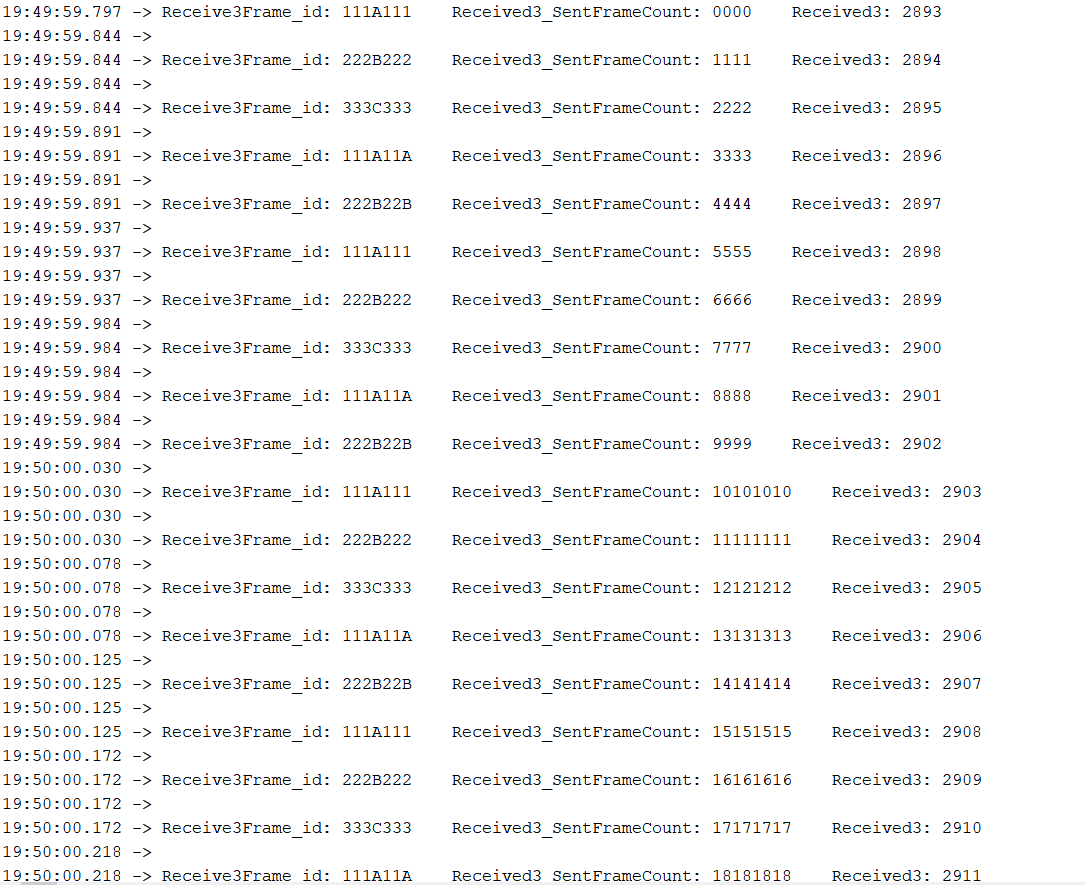 19:49:59.797 -> Receive3Frame_id: 111A111    Received3_SentFrameCount: 0000    Received3: 2893
19:49:59.844 ->
19:49:59.844 -> Receive3Frame_id: 222B222    Received3_SentFrameCount: 1111    Received3: 2894
19:49:59.844 ->
19:49:59.844 -> Receive3Frame_id: 333C333    Received3_SentFrameCount: 2222    Received3: 2895
19:49:59.891 ->
19:49:59.891 -> Receive3Frame_id: 111A11A    Received3_SentFrameCount: 3333    Received3: 2896
19:49:59.891 ->
19:49:59.891 -> Receive3Frame_id: 222B22B    Received3_SentFrameCount: 4444    Received3: 2897
19:49:59.937 ->
19:49:59.937 -> Receive3Frame_id: 111A111    Received3_SentFrameCount: 5555    Received3: 2898
19:49:59.937 ->
19:49:59.937 -> Receive3Frame_id: 222B222    Received3_SentFrameCount: 6666    Received3: 2899
19:49:59.984 ->
19:49:59.984 -> Receive3Frame_id: 333C333    Received3_SentFrameCount: 7777    Received3: 2900
19:49:59.984 ->
19:49:59.984 -> Receive3Frame_id: 111A11A    Received3_SentFrameCount: 8888    Received3: 2901
19:49:59.984 ->
19:49:59.984 -> Receive3Frame_id: 222B22B    Received3_SentFrameCount: 9999    Received3: 2902
19:50:00.030 ->
19:50:00.030 -> Receive3Frame_id: 111A111    Received3_SentFrameCount: 10101010    Received3: 2903
19:50:00.030 ->
19:50:00.030 -> Receive3Frame_id: 222B222    Received3_SentFrameCount: 11111111    Received3: 2904
19:50:00.078 ->
19:50:00.078 -> Receive3Frame_id: 333C333    Received3_SentFrameCount: 12121212    Received3: 2905
19:50:00.078 ->
19:50:00.078 -> Receive3Frame_id: 111A11A    Received3_SentFrameCount: 13131313    Received3: 2906
19:50:00.125 ->
19:50:00.125 -> Receive3Frame_id: 222B22B    Received3_SentFrameCount: 14141414    Received3: 2907
19:50:00.125 ->
19:50:00.125 -> Receive3Frame_id: 111A111    Received3_SentFrameCount: 15151515    Received3: 2908
19:50:00.172 ->
19:50:00.172 -> Receive3Frame_id: 222B222    Received3_SentFrameCount: 16161616    Received3: 2909
19:50:00.172 ->
19:50:00.172 -> Receive3Frame_id: 333C333    Received3_SentFrameCount: 17171717    Received3: 2910
19:50:00.218 ->
19:50:00.218 -> Receive3Frame_id: 111A11A    Received3_SentFrameCount: 18181818    Received3: 2911